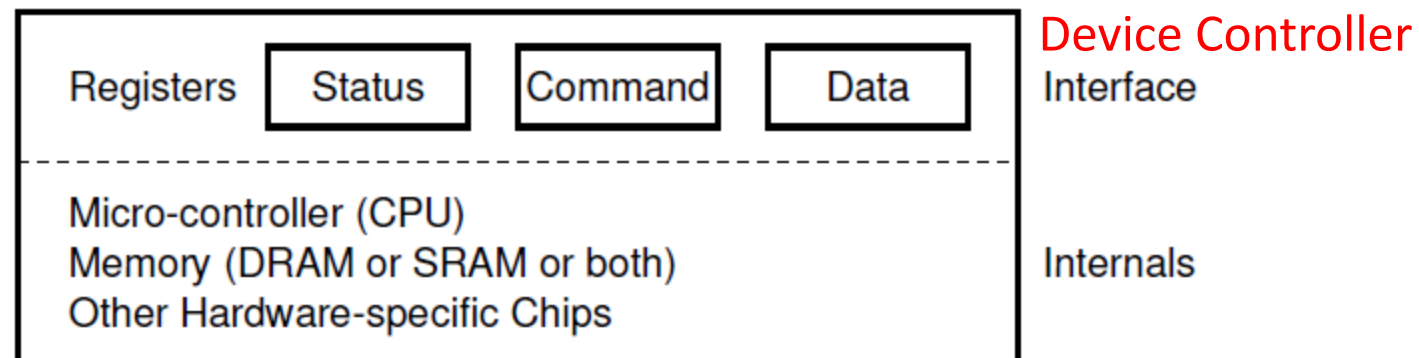 Device Controller
Registers Status Command Data Interface
Micro-controller (CPU)
Memory (DRAM or SRAM or both) Internals
Other Hardware-specific Chips